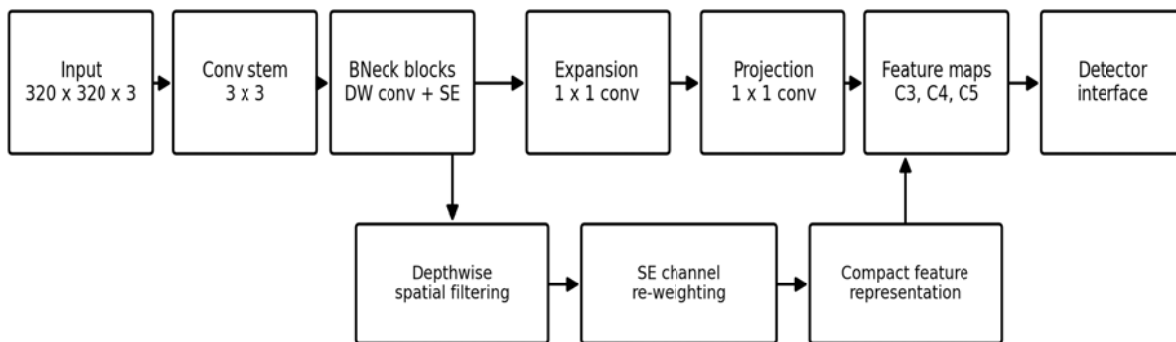 Input
320 x 320 x 3
Conv stem
3 x 3
BNeck blocks
DW conv + SE
Expansion
1 x 1 conv
Projection
1 x 1 conv
Feature maps
C3, C4, C5
Detector
interface
Depthwise
spatial filtering
SE channel
re-weighting
Compact feature
representation